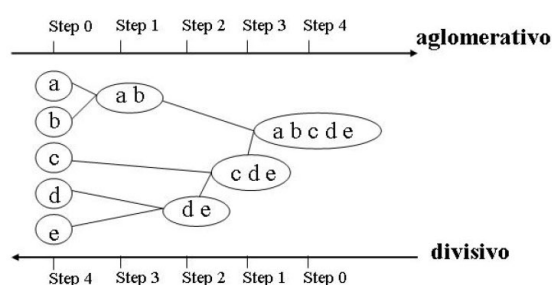 Step 0 Step 1 Step 2 Step 3 Step 4
aglomerativo
a
a b
b
a b c d e
c
c d e
d
d e
e
divisivo
Step 4 Step 3 Step 2 Step 1 Step 0